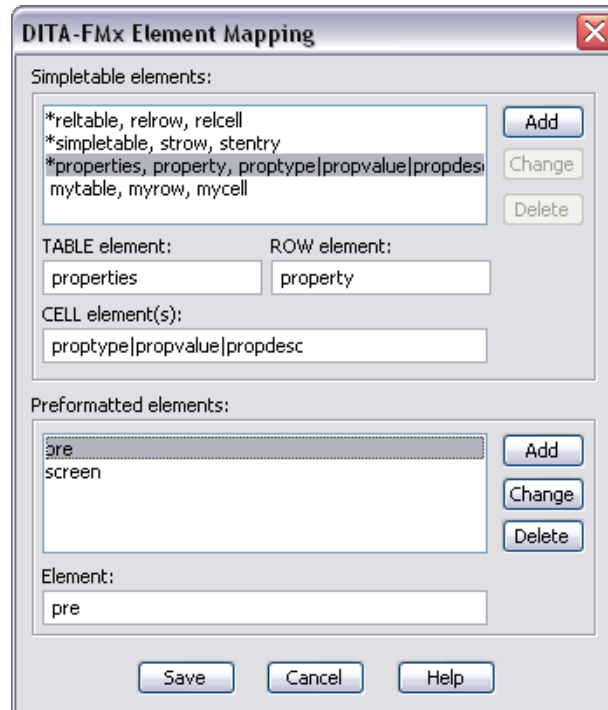 DITA-FMx Element Mapping
Simpletable elements:
*reltable, relrow, relcell
*simpletable, strow, stentry
*properties, property, proptype|propvalue|propdesc
mytable, myrow, mycell
Add
Change
Delete
TABLE element: ROW element:
properties property
CELL element(s):
proptype|propvalue|propdesc
Preformatted elements:
pre
screen
Add
Change
Delete
Element:
pre
Save Cancel Help